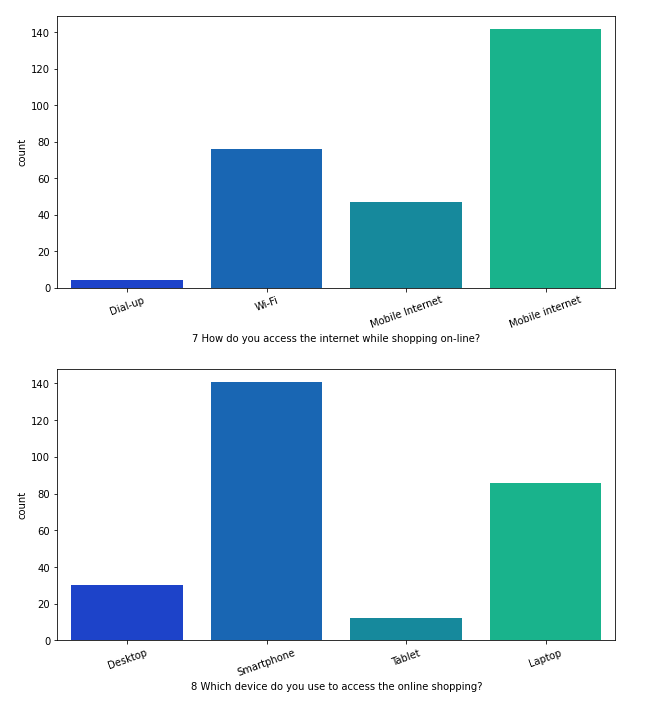 140
120
100
80
60
40
20
0
count
Dial-up Wi-Fi Mobile Internet Mobile internet
7 How do you access the internet while shopping on-line?
140
120
100
80
60
40
20
0
count
Desktop Smartphone Tablet Laptop
8 Which device do you use to access the online shopping?